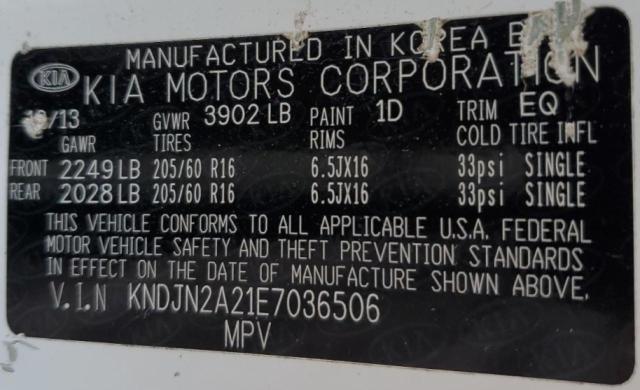 MANUFACTURED IN KOREA
KIA
KIA MOTORS CORPORATION
/13 GVWR 3902 LB PAINT 1D TRIM EQ
GAWR TIRES RIMS COLD TIRE INFL
FRONT 2249 LB 205/60 R16 6.5JX16 33psi SINGLE
REAR 2028 LB 205/60 R16 6.5JX16 33psi SINGLE
THIS VEHICLE CONFORMS TO ALL APPLICABLE U.S.A. FEDERAL
MOTOR VEHICLE SAFETY AND THEFT PREVENTION STANDARDS
IN EFFECT ON THE DATE OF MANUFACTURE SHOWN ABOVE.
V.I.N KNDJN2A21E7036506
MPV